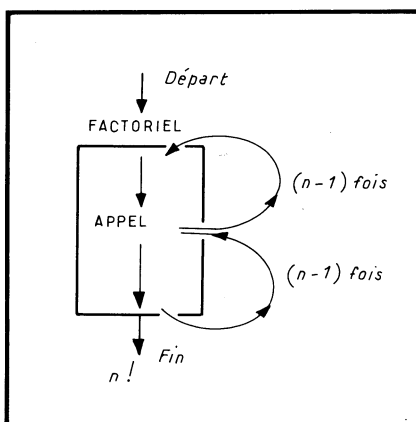 Départ
FACTORIEL
(n-1) fois
APPEL
(n-1) fois
Fin
n!